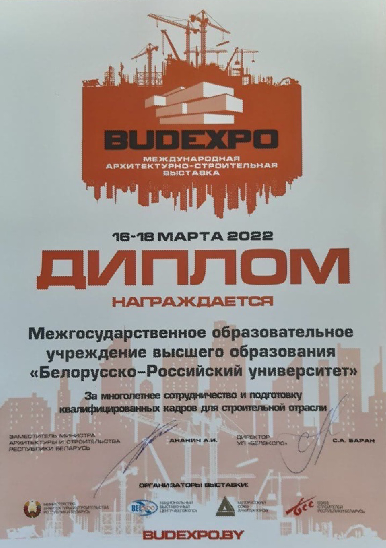 BUDEXPO
МЕЖДУНАРОДНАЯ
АРХИТЕКТУРНО-СТРОИТЕЛЬНАЯ
ВЫСТАВКА
16-18 МАРТА 2022
ДИПЛОМ
НАГРАЖДАЕТСЯ
Межгосударственное образовательное
учреждение высшего образования
«Белорусско-Российский университет»
За многолетнее сотрудничество и подготовку
квалифицированных кадров для строительной отрасли
ЗАМЕСТИТЕЛЬ МИНИСТРА
АРХИТЕКТУРЫ И СТРОИТЕЛЬСТВА
РЕСПУБЛИКИ БЕЛАРУСЬ
АНАНИЧ А.И.
ДИРЕКТОР
УП «БЕЛЭКСПО»
С.А. БАРАН
ОРГАНИЗАТОРЫ ВЫСТАВКИ:
BUDEXPO.BY